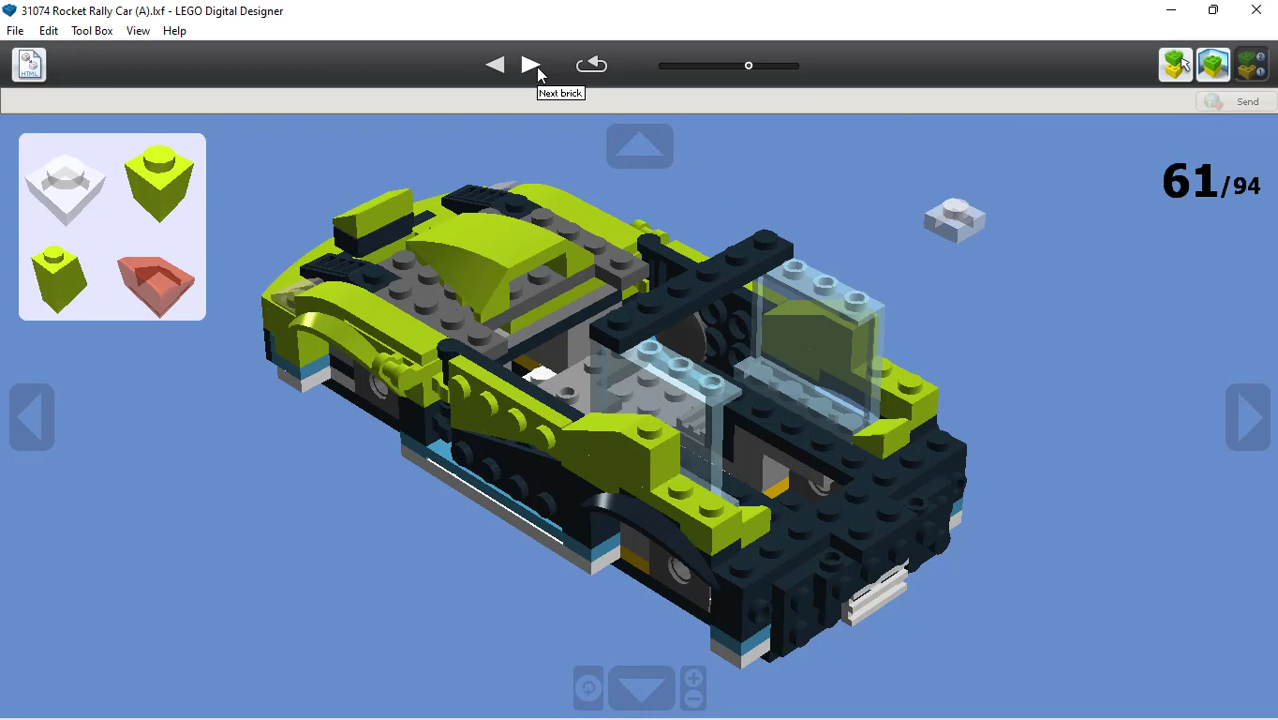 31074 Rocket Rally Car (A).lxf - LEGO Digital Designer
File Edit Tool Box View Help
HTML
Next brick
Send
61/94